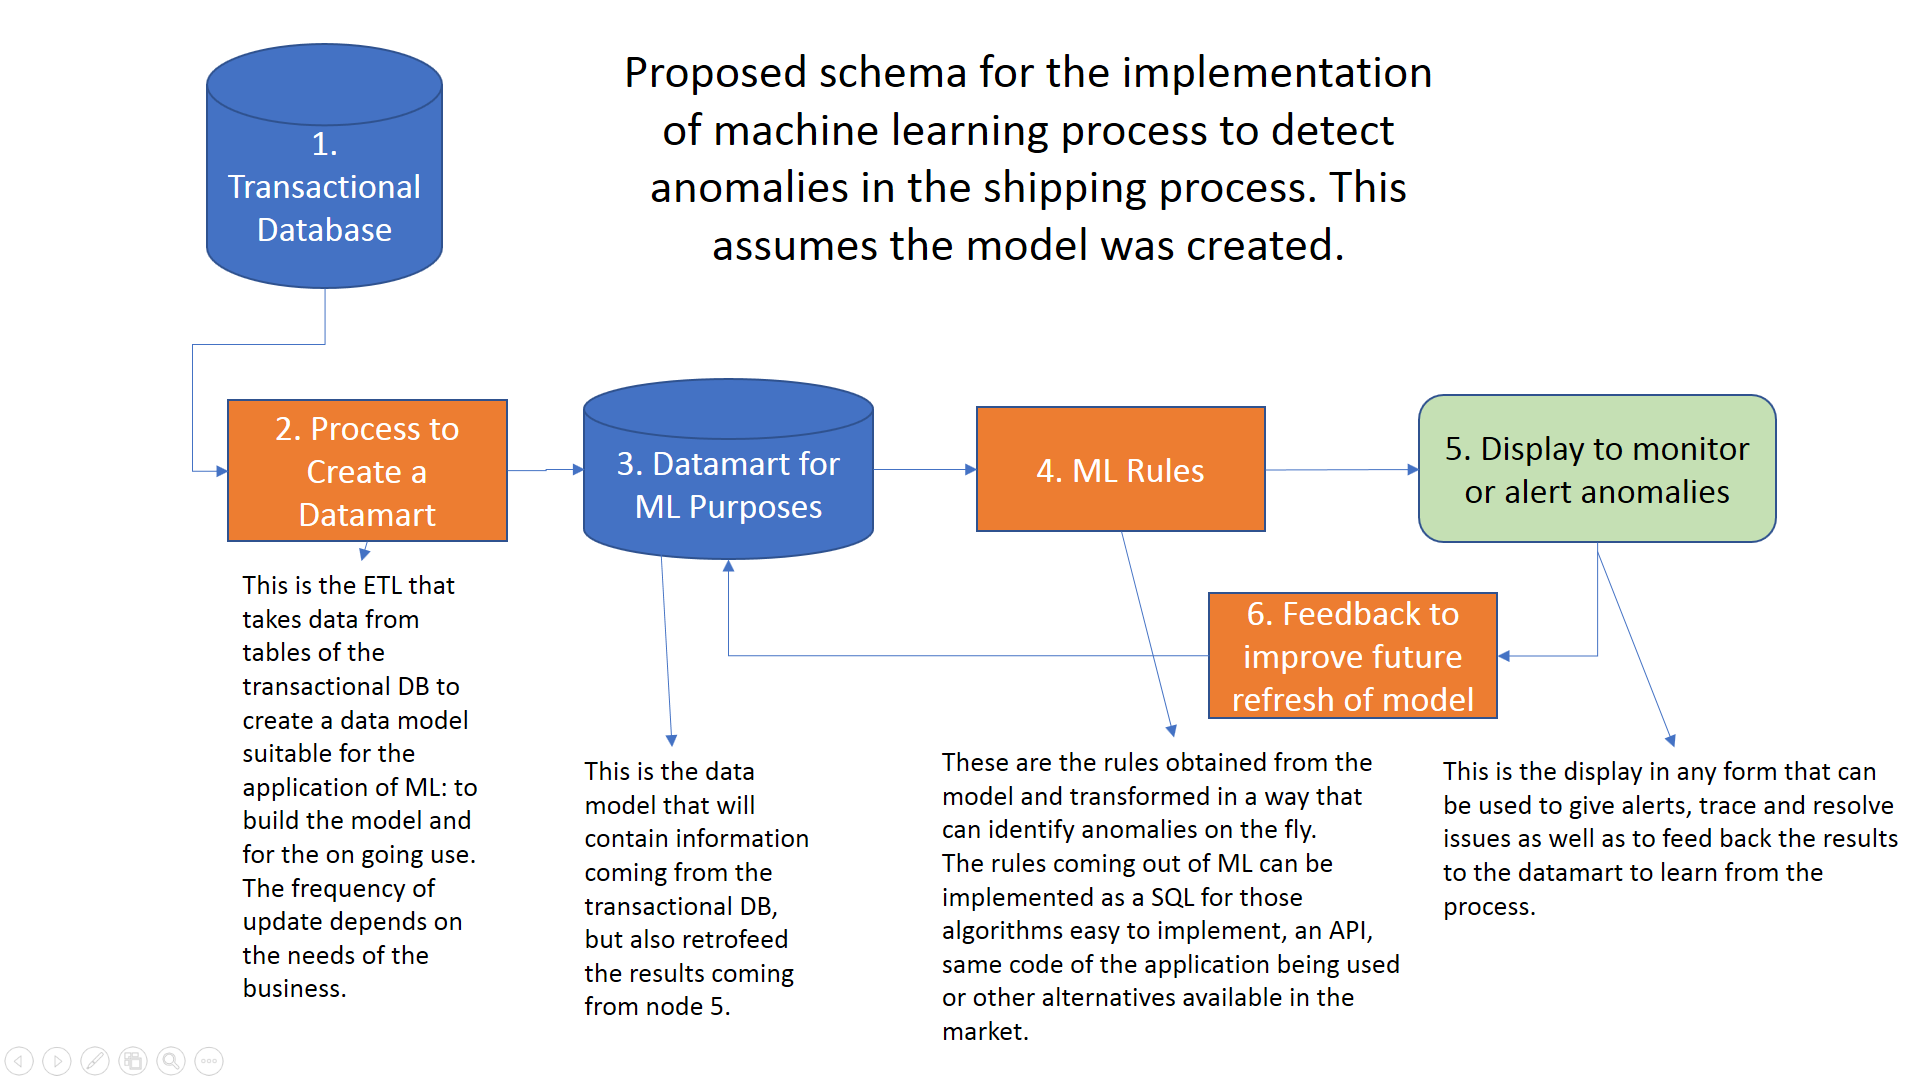 Proposed schema for the implementation
of machine learning process to detect
anomalies in the shipping process. This
assumes the model was created.
1.
Transactional
Database
2. Process to
Create a
Datamart
3. Datamart for
ML Purposes
4. ML Rules
5. Display to monitor
or alert anomalies
6. Feedback to
improve future
refresh of model
This is the ETL that
takes data from
tables of the
transactional DB to
create a data model
suitable for the
application of ML: to
build the model and
for the on going use.
The frequency of
update depends on
the needs of the
business.
This is the data
model that will
contain information
coming from the
transactional DB,
but also retrofeed
the results coming
from node 5.
These are the rules obtained from the
model and transformed in a way that
can identify anomalies on the fly.
The rules coming out of ML can be
implemented as a SQL for those
algorithms easy to implement, an API,
same code of the application being used
or other alternatives available in the
market.
This is the display in any form that can
be used to give alerts, trace and resolve
issues as well as to feed back the results
to the datamart to learn from the
process.